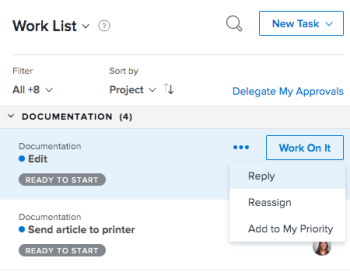 Work List
New Task
Filter
Sort by
All +8
Project
Delegate My Approvals
DOCUMENTATION (4)
Documentation
Edit
Work On It
READY TO START
Reply
Reassign
Add to My Priority
Documentation
Send article to printer
READY TO START